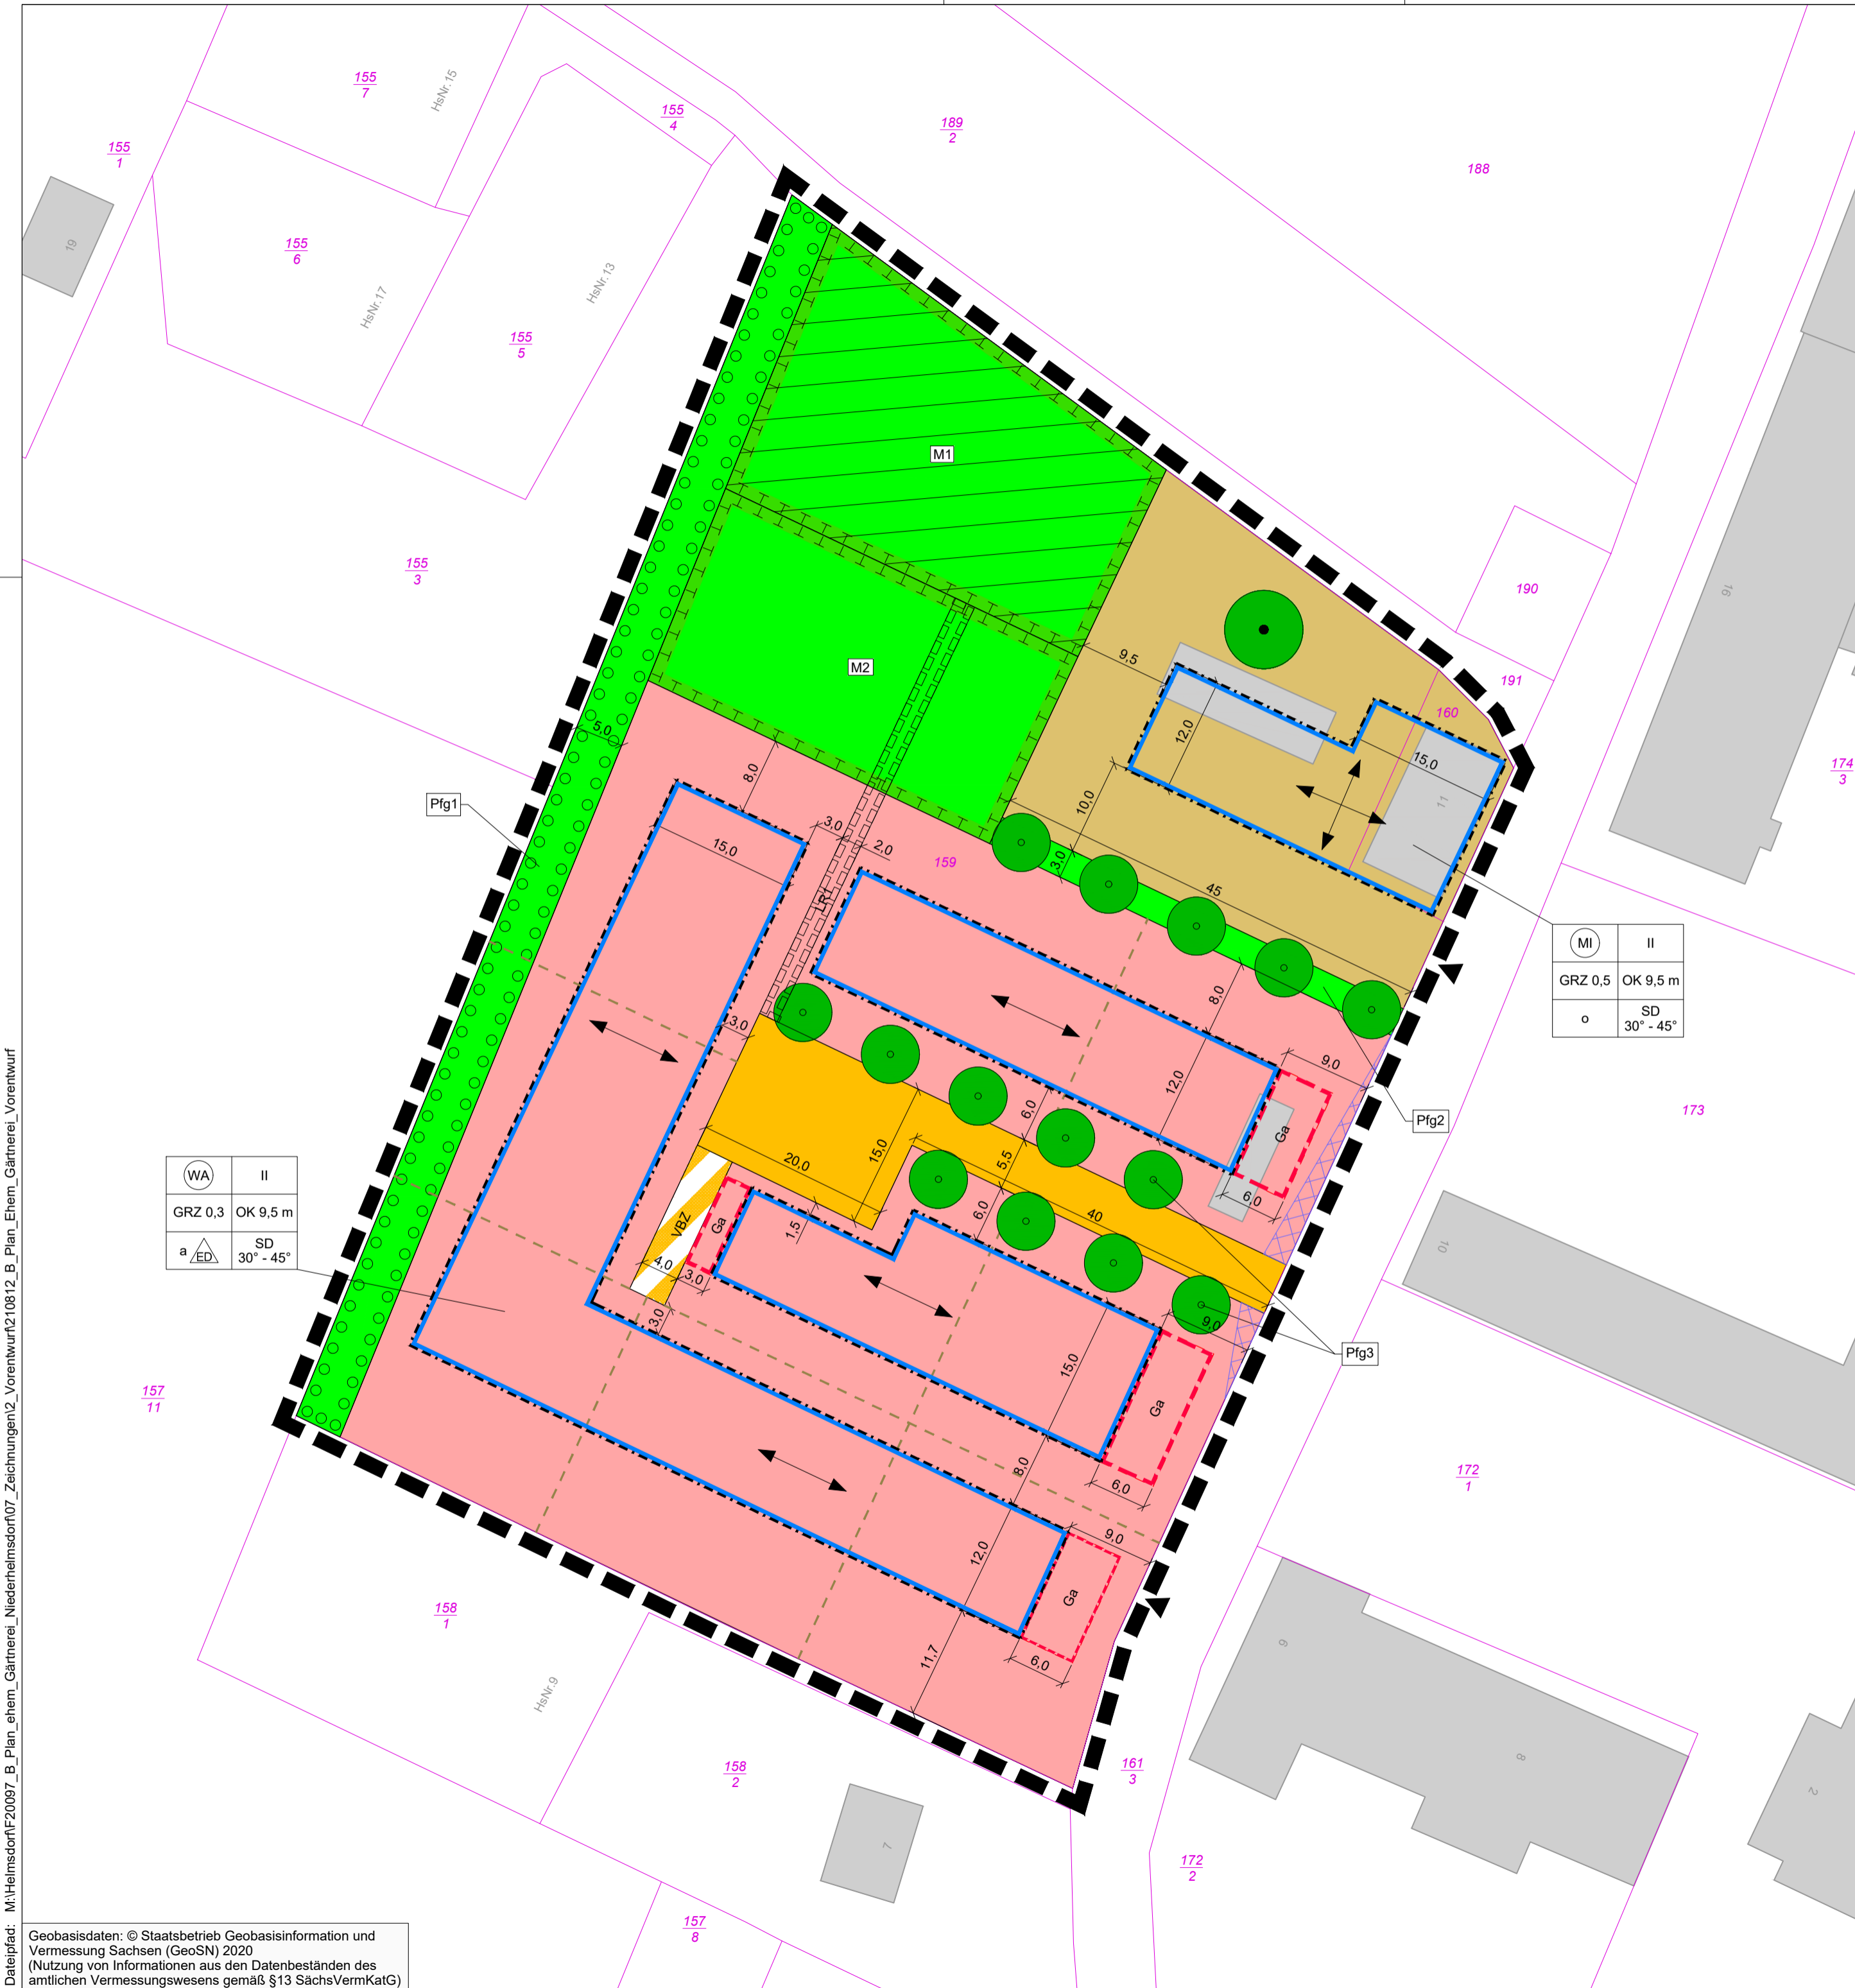 155
7
HsNr.15
155
4
189
2
188
155
1
19
155
6
HsNr.13
HsNr.17
155
5
M1
16
190
155
3
M2
9,5
191
160
12,0
15,0
11
174
3
5,0
8,0
Pfg1
10,0
3,0
2,0
15,0
159
3,0
45
LR1
MI
II
GRZ 0,5
OK 9,5 m
o
SD
30° - 45°
8,0
3,0
9,0
12,0
6,0
Pfg2
173
Ga
15,0
5,5
20,0
6,0
WA
II
GRZ 0,3
OK 9,5 m
a
ED
SD
30° - 45°
VBZ
Ga
1,5
6,0
40
10
4,0
3,0
3,0
9,0
Pfg3
15,0
157
11
Ga
8,0
6,0
172
1
9,0
12,0
Ga
158
1
11,7
6,0
6
HsNr.9
158
2
161
3
8
2
7
172
2
157
8
Geobasisdaten: © Staatsbetrieb Geobasisinformation und
Vermessung Sachsen (GeoSN) 2020
(Nutzung von Informationen aus den Datenbeständen des
amtlichen Vermessungswesens gemäß §13 SächsVermKatG)
Dateipfad: M:\Helmsdorf\F20097_B_Plan_ehem_Gärtnerei_Niederhelmsdorf\07_Zeichnungen\2_Vorentwurf\210812_B_Plan_Ehem_Gärtnerei_Vorentwurf